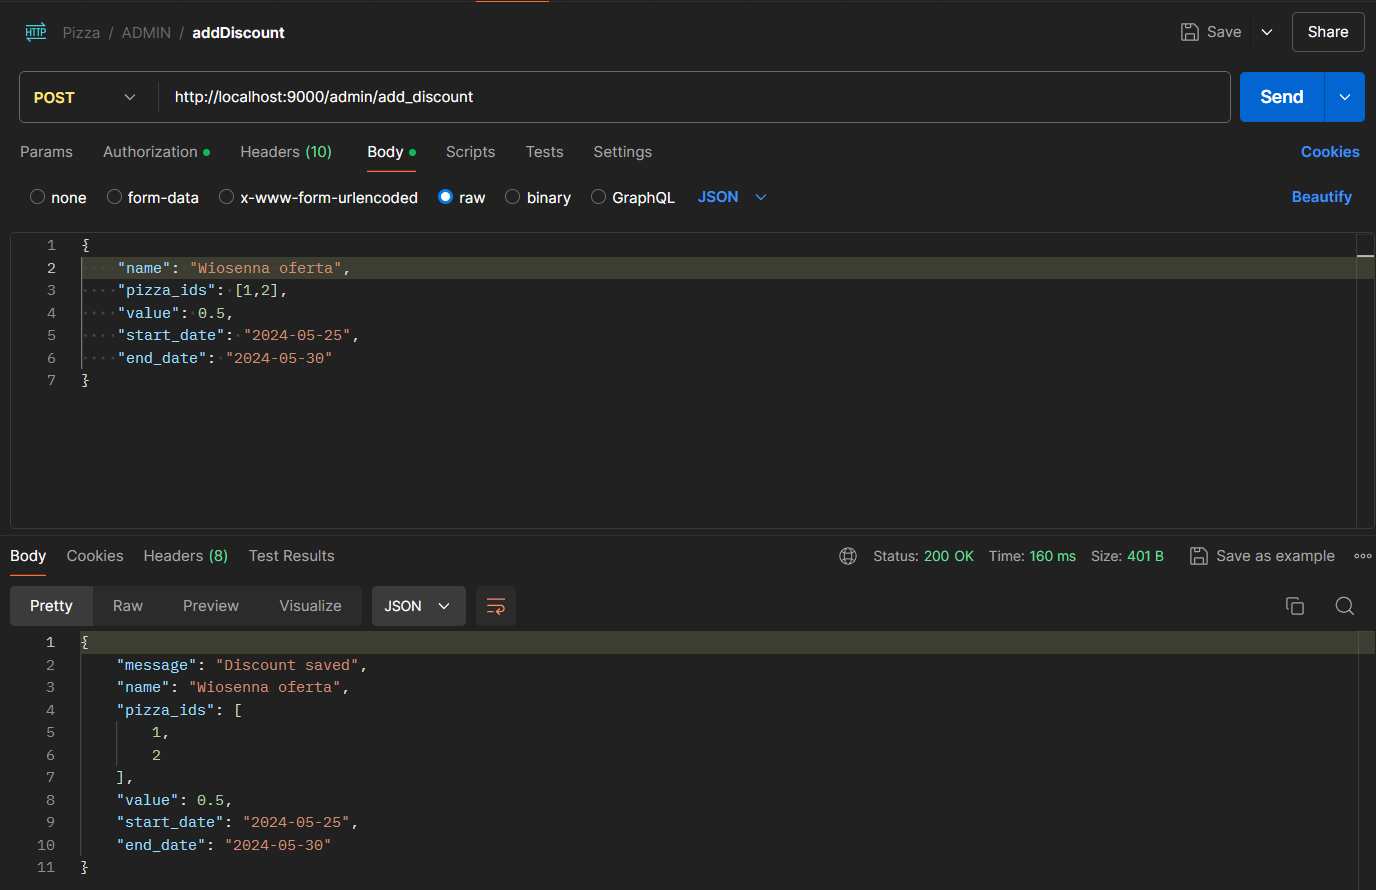 HTTP Pizza / ADMIN / addDiscount Save Share
POST http://localhost:9000/admin/add_discount Send
Params Authorization Headers (10) Body Scripts Tests Settings Cookies
none form-data x-www-form-urlencoded raw binary GraphQL JSON Beautify
1 {
2 "name": "Wiosenna oferta",
3 "pizza_ids": [1,2],
4 "value": 0.5,
5 "start_date": "2024-05-25",
6 "end_date": "2024-05-30"
7 }
Body Cookies Headers (8) Test Results Status: 200 OK Time: 160 ms Size: 401 B Save as example
Pretty Raw Preview Visualize JSON
1 {
2 "message": "Discount saved",
3 "name": "Wiosenna oferta",
4 "pizza_ids": [
5 1,
6 2
7 ],
8 "value": 0.5,
9 "start_date": "2024-05-25",
10 "end_date": "2024-05-30"
11 }